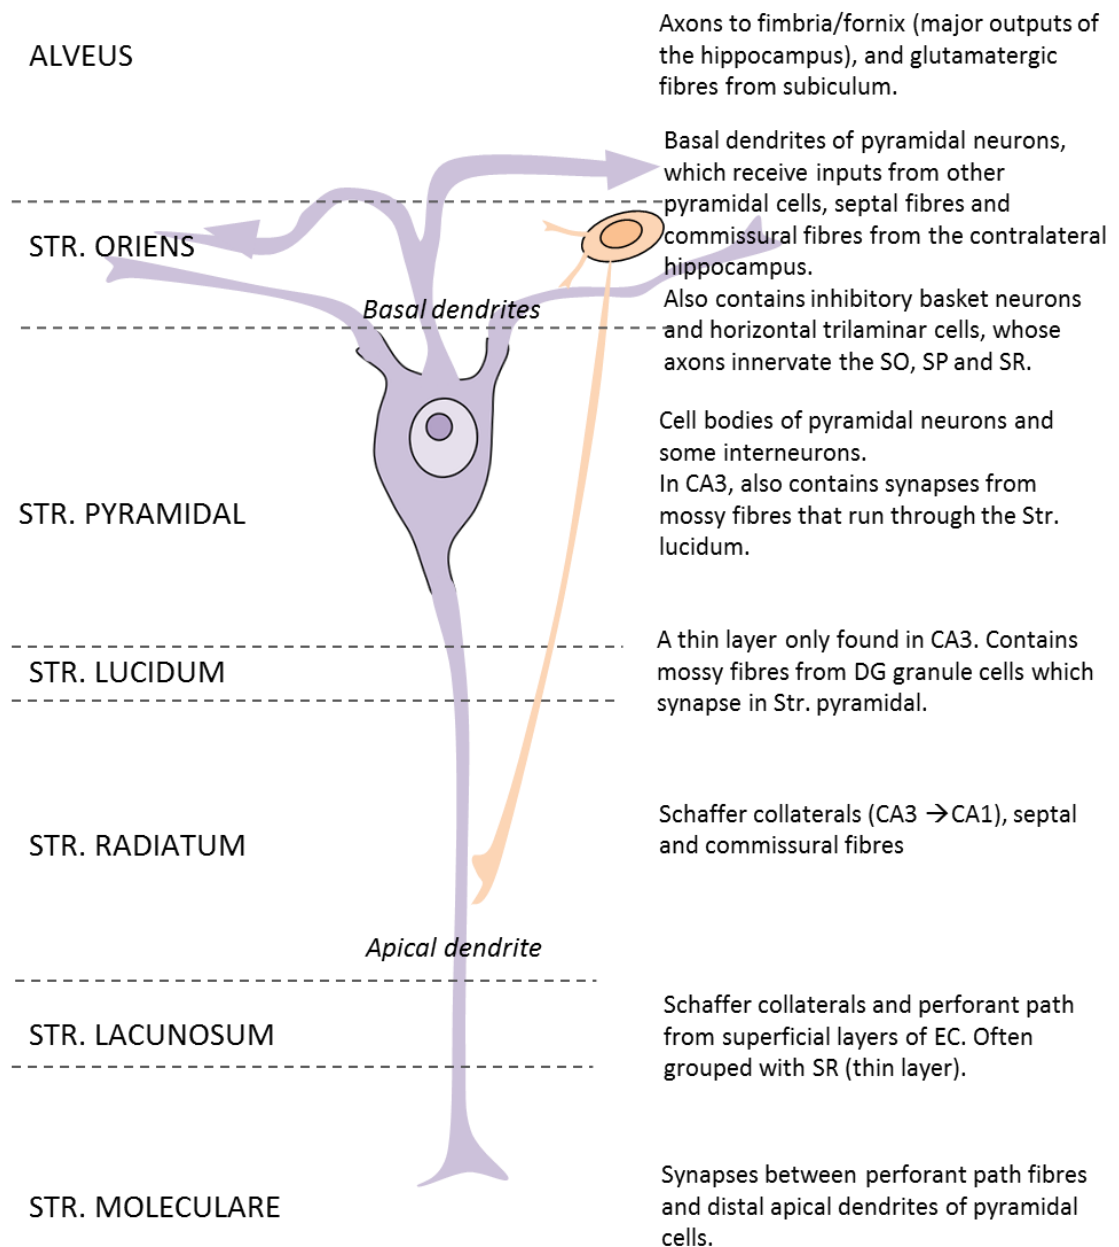 ALVEUS
Axons to fimbria/fornix (major outputs of
the hippocampus), and glutamatergic
fibres from subiculum.
STR. ORIENS
Basal dendrites of pyramidal neurons,
which receive inputs from other
pyramidal cells, septal fibres and
commissural fibres from the contralateral
hippocampus.
Also contains inhibitory basket neurons
and horizontal trilaminar cells, whose
axons innervate the SO, SP and SR.
Basal dendrites
STR. PYRAMIDAL
Cell bodies of pyramidal neurons and
some interneurons.
In CA3, also contains synapses from
mossy fibres that run through the Str.
lucidum.
STR. LUCIDUM
A thin layer only found in CA3. Contains
mossy fibres from DG granule cells which
synapse in Str. pyramidal.
STR. RADIATUM
Schaffer collaterals (CA3 →CA1), septal
and commissural fibres
Apical dendrite
STR. LACUNOSUM
Schaffer collaterals and perforant path
from superficial layers of EC. Often
grouped with SR (thin layer).
STR. MOLECULARE
Synapses between perforant path fibres
and distal apical dendrites of pyramidal
cells.